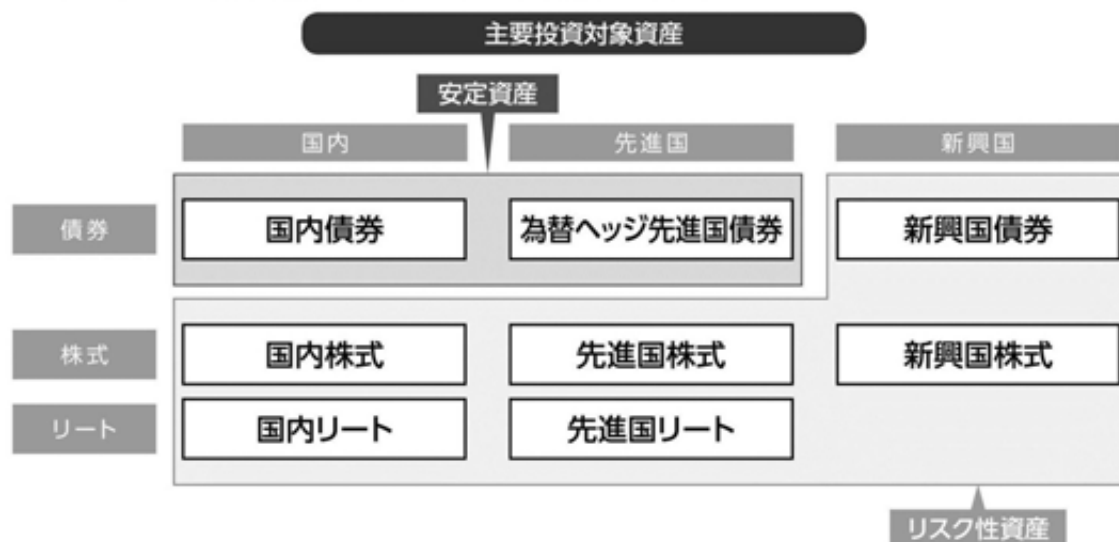 主要投資対象資産
安定資産
国内 先進国 新興国
債券 国内債券 為替ヘッジ先進国債券 新興国債券
株式 国内株式 先進国株式 新興国株式
リート 国内リート 先進国リート
リスク性資産